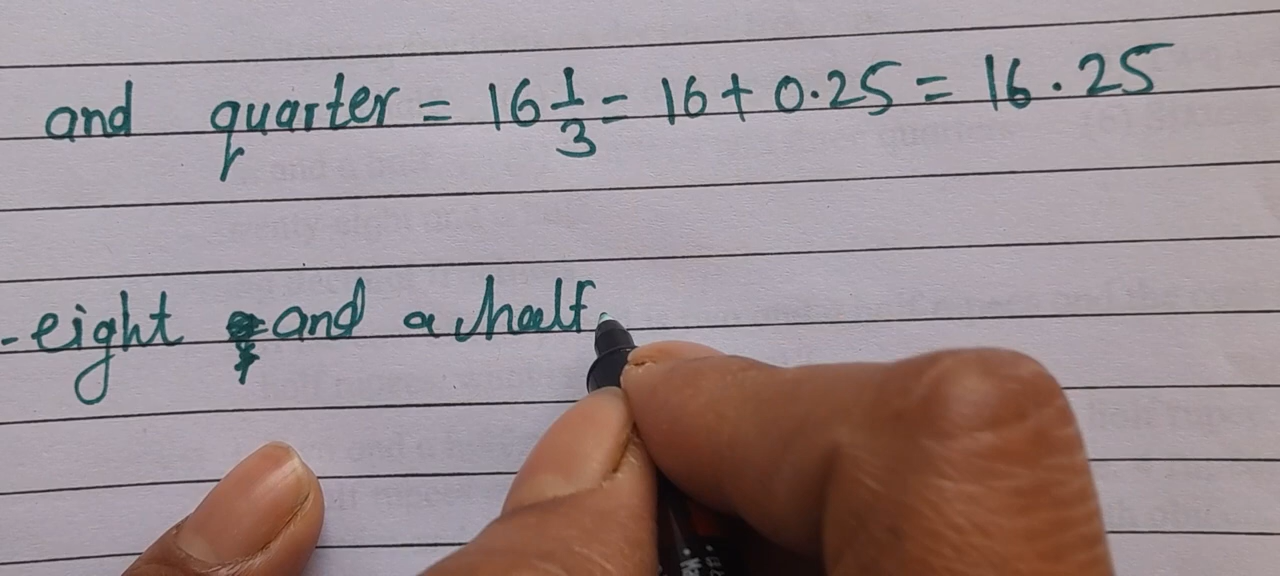 and quarter = 16 1/3 = 16 + 0.25 = 16.25
-eight and a half